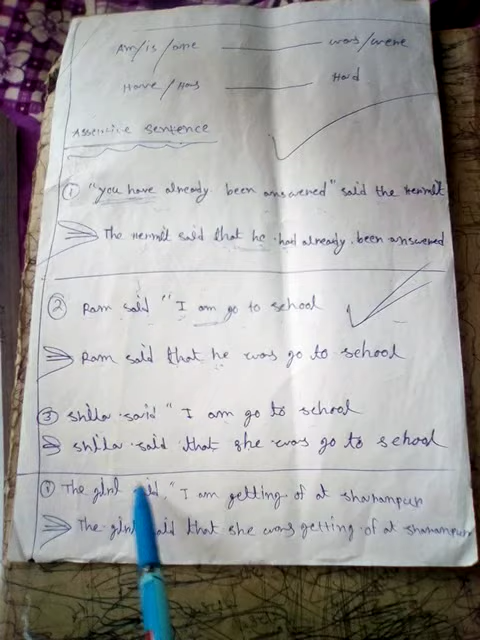 Am/is/are ——— was/were
Have/Has ——— Had
Assertive sentence
① "you have already been answered" said the Hermit
The Hermit said that he had already been answered
② Ram said "I am go to school
Ram said that he was go to school
③ Shila said "I am go to school
Shila said that she was go to school
The girl said, "I am getting of at
The girl said that she was getting of at